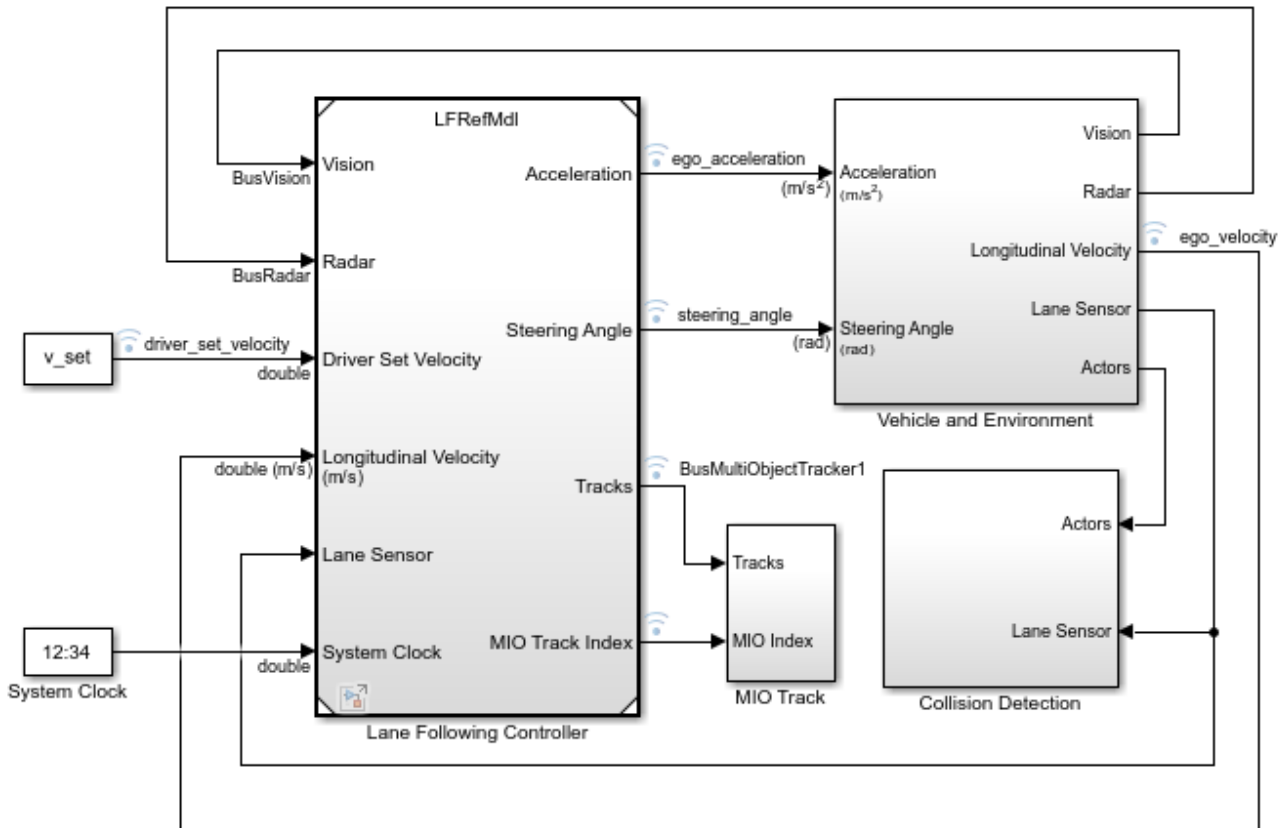 LFRefMdl
Vision
BusVision
Radar
BusRadar
v_set
driver_set_velocity
Driver Set Velocity
double
double (m/s)
Longitudinal Velocity
(m/s)
Lane Sensor
12:34
System Clock
double
System Clock
Acceleration
Steering Angle
Tracks
MIO Track Index
Lane Following Controller
ego_acceleration
(m/s²)
steering_angle
(rad)
BusMultiObjectTracker1
Acceleration
(m/s²)
Steering Angle
(rad)
Vision
Radar
Longitudinal Velocity
Lane Sensor
Actors
Vehicle and Environment
ego_velocity
Tracks
MIO Index
MIO Track
Actors
Lane Sensor
Collision Detection